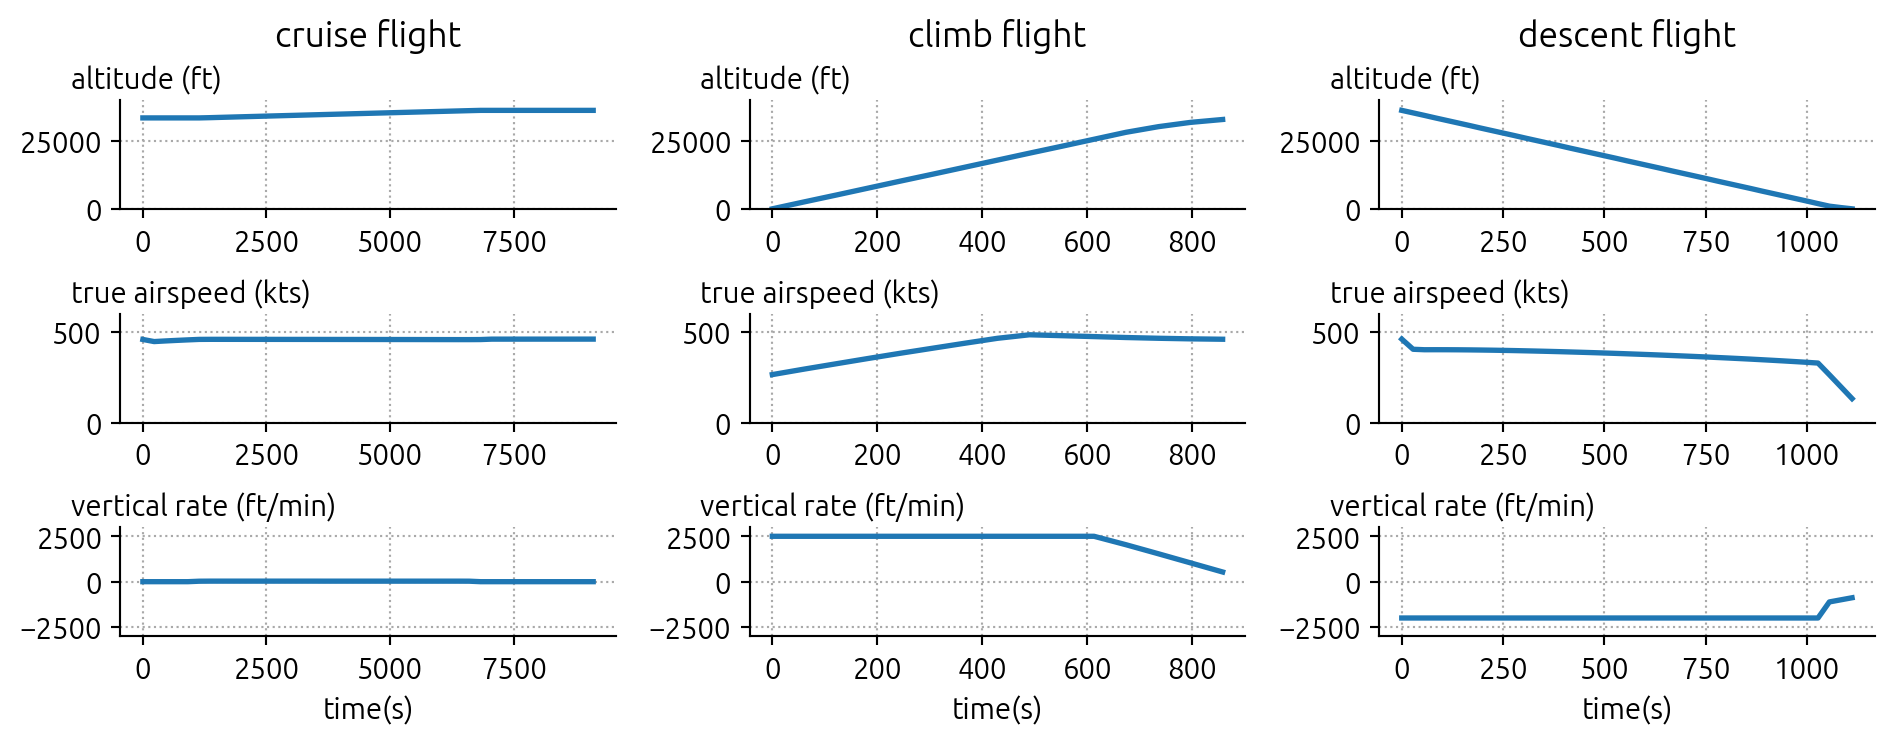 cruise flight climb flight descent flight
altitude (ft) altitude (ft) altitude (ft)
25000 25000 25000
0 0 0
0 2500 5000 7500 0 200 400 600 800 0 250 500 750 1000
true airspeed (kts) true airspeed (kts) true airspeed (kts)
500 500 500
0 0 0
0 2500 5000 7500 0 200 400 600 800 0 250 500 750 1000
vertical rate (ft/min) vertical rate (ft/min) vertical rate (ft/min)
2500 2500 2500
0 0 0
−2500 −2500 −2500
0 2500 5000 7500 0 200 400 600 800 0 250 500 750 1000
time(s) time(s) time(s)